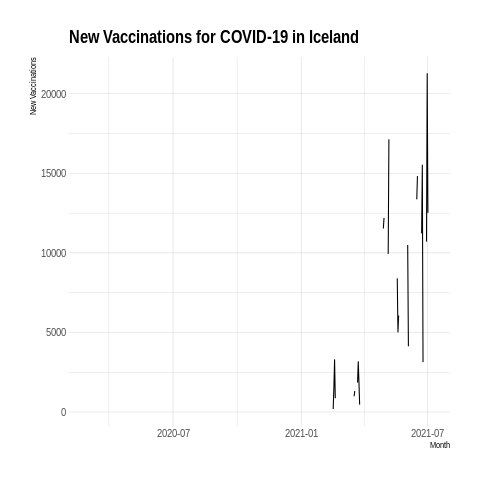 New Vaccinations for COVID-19 in Iceland
New Vaccinations
20000
15000
10000
5000
0
2020-07
2021-01
2021-07
Month